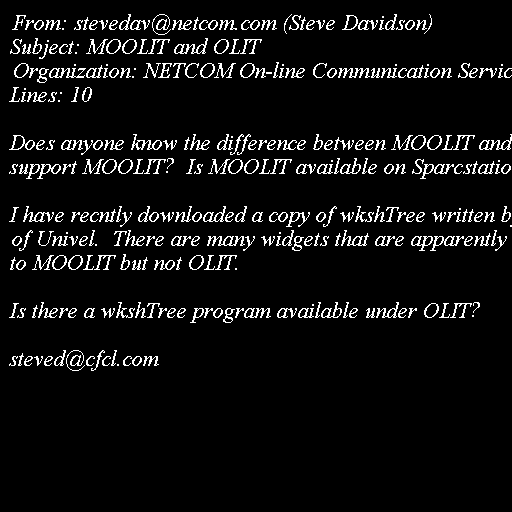 From: stevedav@netcom.com (Steve Davidson)
Subject: MOOLIT and OLIT
Organization: NETCOM On-line Communication
Lines: 10
Does anyone know the difference between MOOLIT and
support MOOLIT? Is MOOLIT available on
I have recntly downloaded a copy of wkshTree written
of Univel. There are many widgets that are apparently
to MOOLIT but not OLIT.
Is there a wkshTree program available under OLIT?
steved@cfcl.com